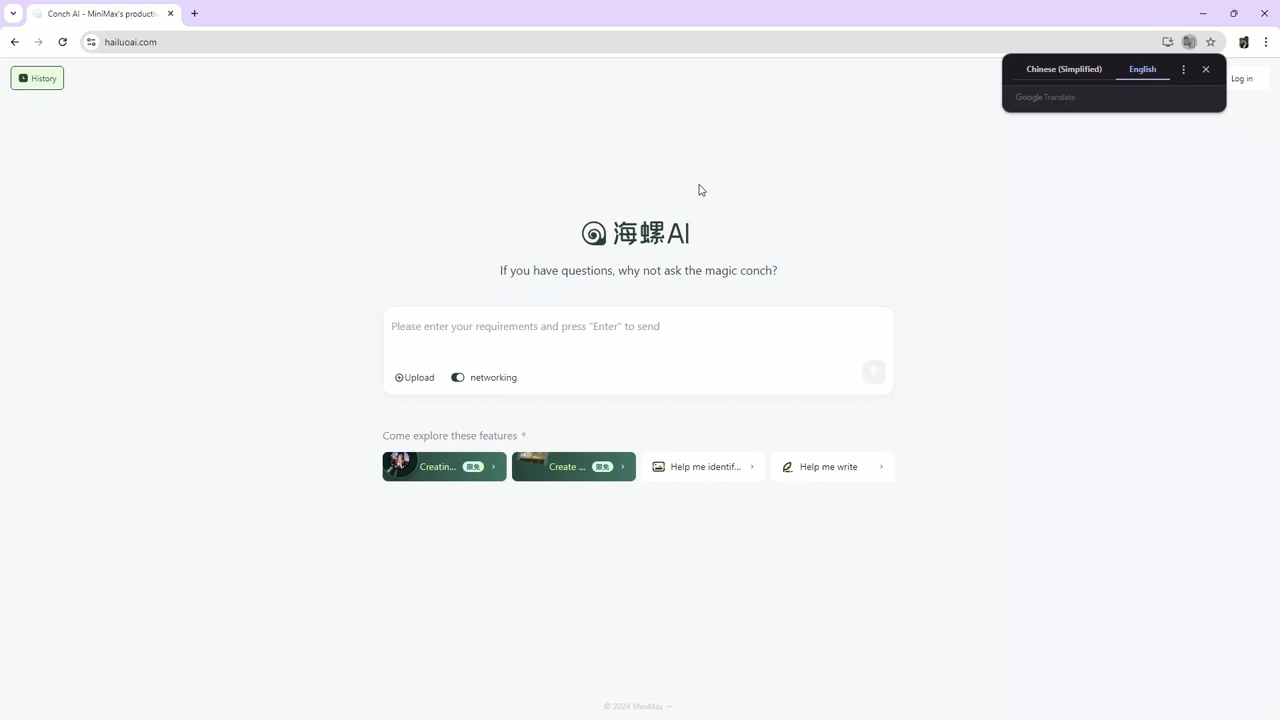 Conch AI - MiniMax's producti
hailuoai.com
Chinese (Simplified)
English
Google Translate
History
Log in
海螺AI
If you have questions, why not ask the magic conch?
Please enter your requirements and press "Enter" to send
Upload
networking
Come explore these features
Creatin... 限免
Create ... 限免
Help me identif...
Help me write
© 2024 MiniMax